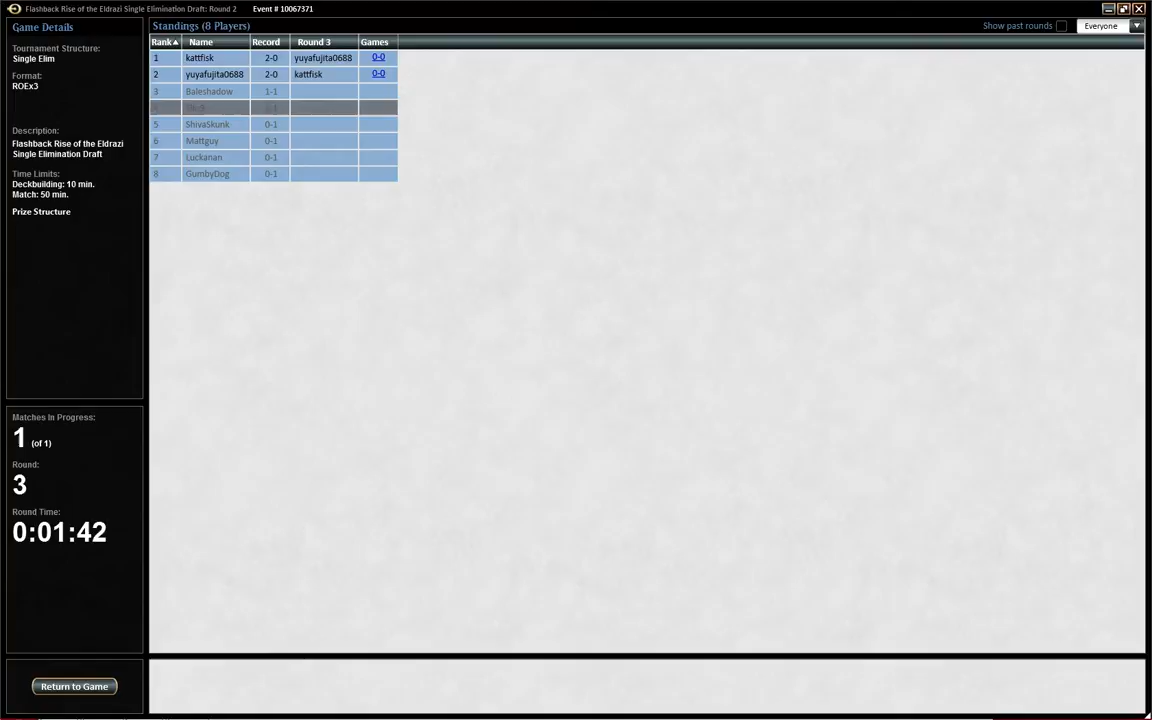 Flashback Rise of the Eldrazi Single Elimination Draft: Round 2 Event # 10067371
Game Details
Tournament Structure:
Single Elim
Format:
ROEx3
Description:
Flashback Rise of the Eldrazi
Single Elimination Draft
Time Limits:
Deckbuilding: 10 min.
Match: 50 min.
Prize Structure
Matches In Progress:
1 (of 1)
Round:
3
Round Time:
0:01:42
Return to Game
Standings (8 Players) Show past rounds Everyone
Rank Name Record Round 3 Games
1 kattfisk 2-0 yuyafujita0688 0-0
2 yuyafujita0688 2-0 kattfisk 0-0
3 Baleshadow 1-1
4 1-1
5 ShivaSkunk 0-1
6 Mattguy 0-1
7 Luckanan 0-1
8 GumbyDog 0-1